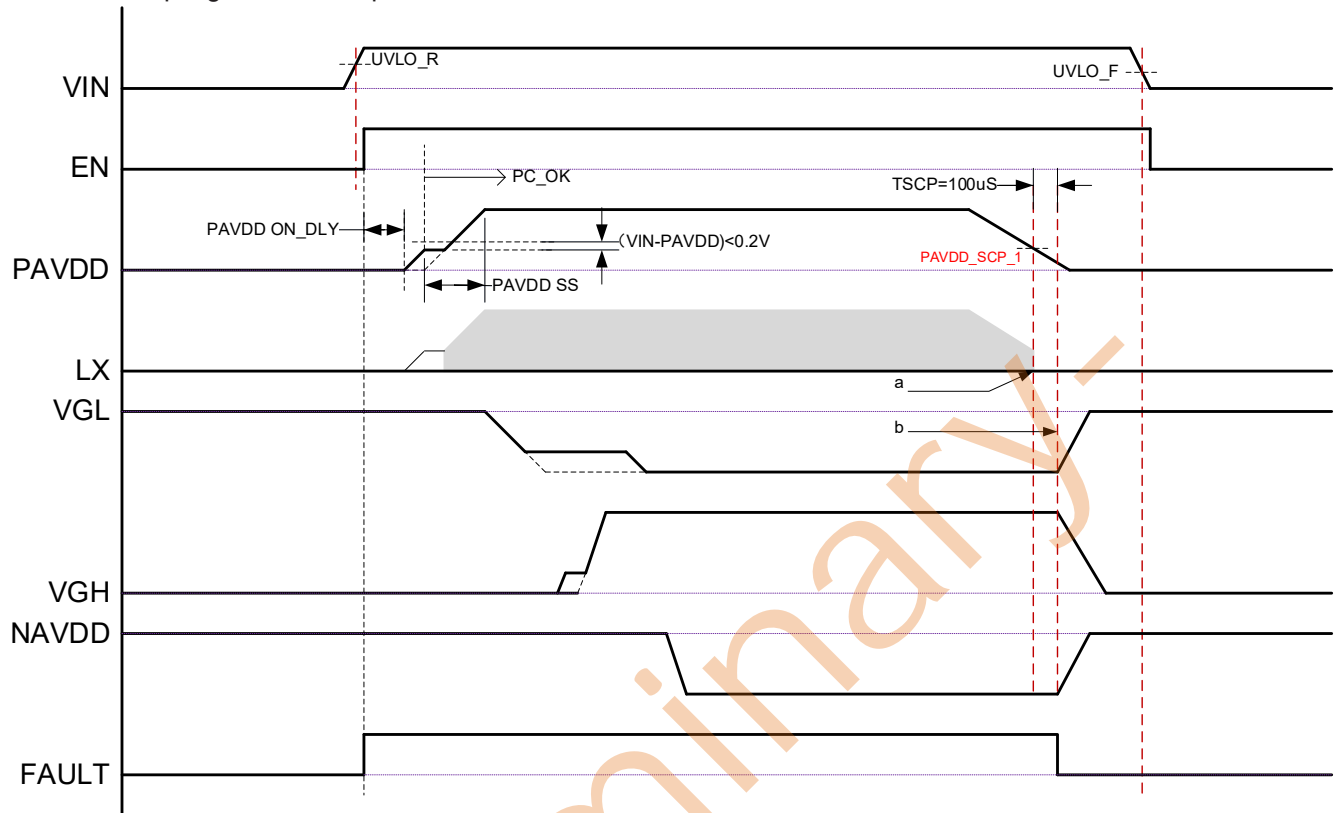 VIN
UVLO_R
UVLO_F
EN
PC_OK
TSCP=100uS
PAVDD ON_DLY
(VIN-PAVDD)<0.2V
PAVDD_SCP_1
PAVDD
PAVDD SS
LX
a
VGL
b
VGH
NAVDD
FAULT
minary-